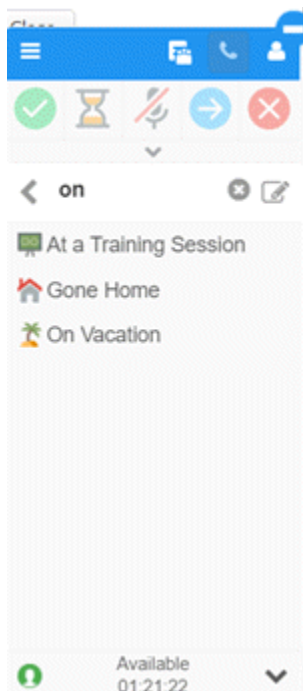 on
At a Training Session
Gone Home
On Vacation
Available
01:21:22